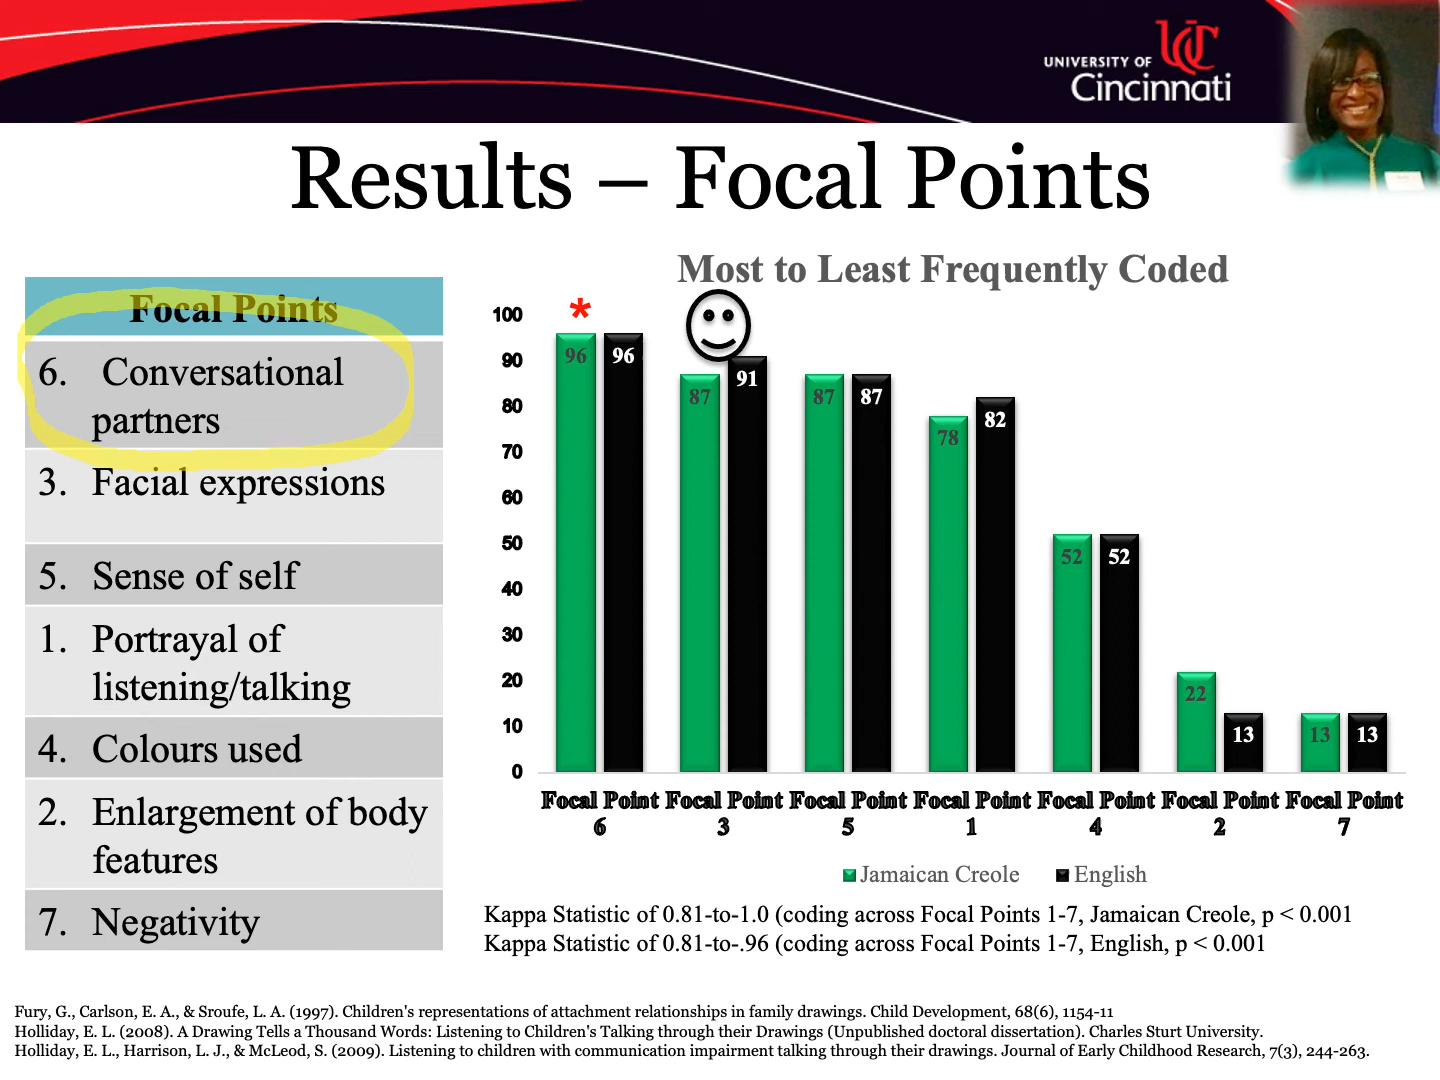 UNIVERSITY OF
Cincinnati
Results – Focal Points
Focal Points
6. Conversational
partners
3. Facial expressions
5. Sense of self
1. Portrayal of
listening/talking
4. Colours used
2. Enlargement of body
features
7. Negativity
Most to Least Frequently Coded
*
100
90
80
70
60
50
40
30
20
10
0
96 96
87 91
87 87
78 82
52 52
22 13
13 13
Focal Point Focal Point Focal Point Focal Point Focal Point Focal Point Focal Point
6 3 5 1 4 2 7
Jamaican Creole English
Kappa Statistic of 0.81-to-1.0 (coding across Focal Points 1-7, Jamaican Creole, p < 0.001
Kappa Statistic of 0.81-to-.96 (coding across Focal Points 1-7, English, p < 0.001
Fury, G., Carlson, E. A., & Sroufe, L. A. (1997). Children's representations of attachment relationships in family drawings. Child Development, 68(6), 1154-11
Holliday, E. L. (2008). A Drawing Tells a Thousand Words: Listening to Children's Talking through their Drawings (Unpublished doctoral dissertation). Charles Sturt University.
Holliday, E. L., Harrison, L. J., & McLeod, S. (2009). Listening to children with communication impairment talking through their drawings. Journal of Early Childhood Research, 7(3), 244-263.